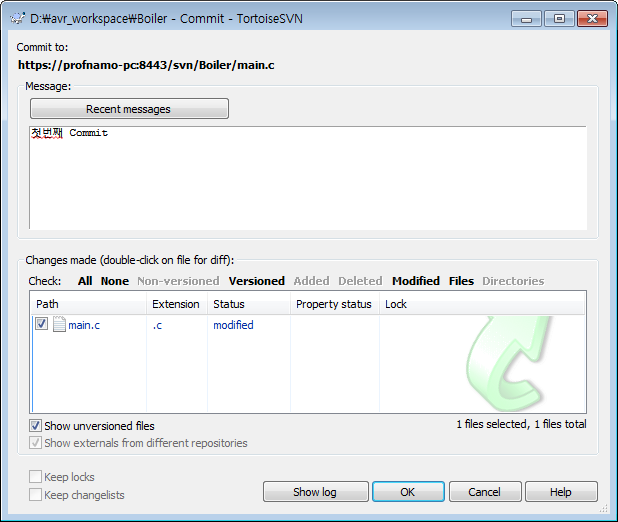 D:₩avr_workspace₩Boiler - Commit - TortoiseSVN
Commit to:
https://profnamo-pc:8443/svn/Boiler/main.c
Message:
Recent messages
첫번째 Commit
Changes made (double-click on file for diff):
Check: All None Non-versioned Versioned Added Deleted Modified Files Directories
Path Extension Status Property status Lock
main.c .c modified
Show unversioned files 1 files selected, 1 files total
Show externals from different repositories
Keep locks
Keep changelists
Show log OK Cancel Help